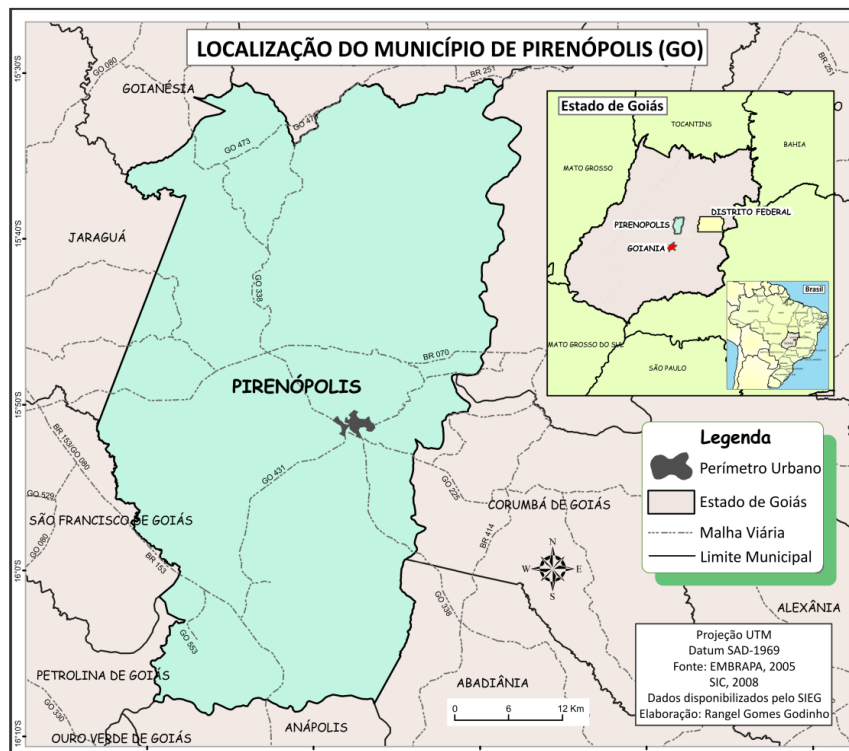 LOCALIZAÇÃO DO MUNICÍPIO DE PIRENÓPOLIS (GO)
15°30'S
15°40'S
15°50'S
16°0'S
16°10'S
GO 080
GOIANÉSIA
BR 251
BR 251
GO 473
GO 479
JARAGUÁ
GO 338
BR 070
PIRENÓPOLIS
BR 153/GO 080
GO 431
GO 225
GO 529
SÃO FRANCISCO DE GOIÁS
GO 080
CORUMBÁ DE GOIÁS
BR 414
BR 153
GO 338
GO 553
ALEXÂNIA
PETROLINA DE GOIÁS
ABADIÂNIA
GO 330
OURO VERDE DE GOIÁS
ANÁPOLIS
Estado de Goiás
TOCANTINS
BAHIA
MATO GROSSO
DISTRITO FEDERAL
PIRENOPOLIS
GOIANIA
MATO GROSSO DO SUL
SÃO PAULO
Brasil
Legenda
Perímetro Urbano
Estado de Goiás
Malha Viária
Limite Municipal
N
W
E
S
0 3 6 12 Km
Projeção UTM
Datum SAD-1969
Fonte: EMBRAPA, 2005
SIC, 2008
Dados disponibilizados pelo SIEG
Elaboração: Rangel Gomes Godinho